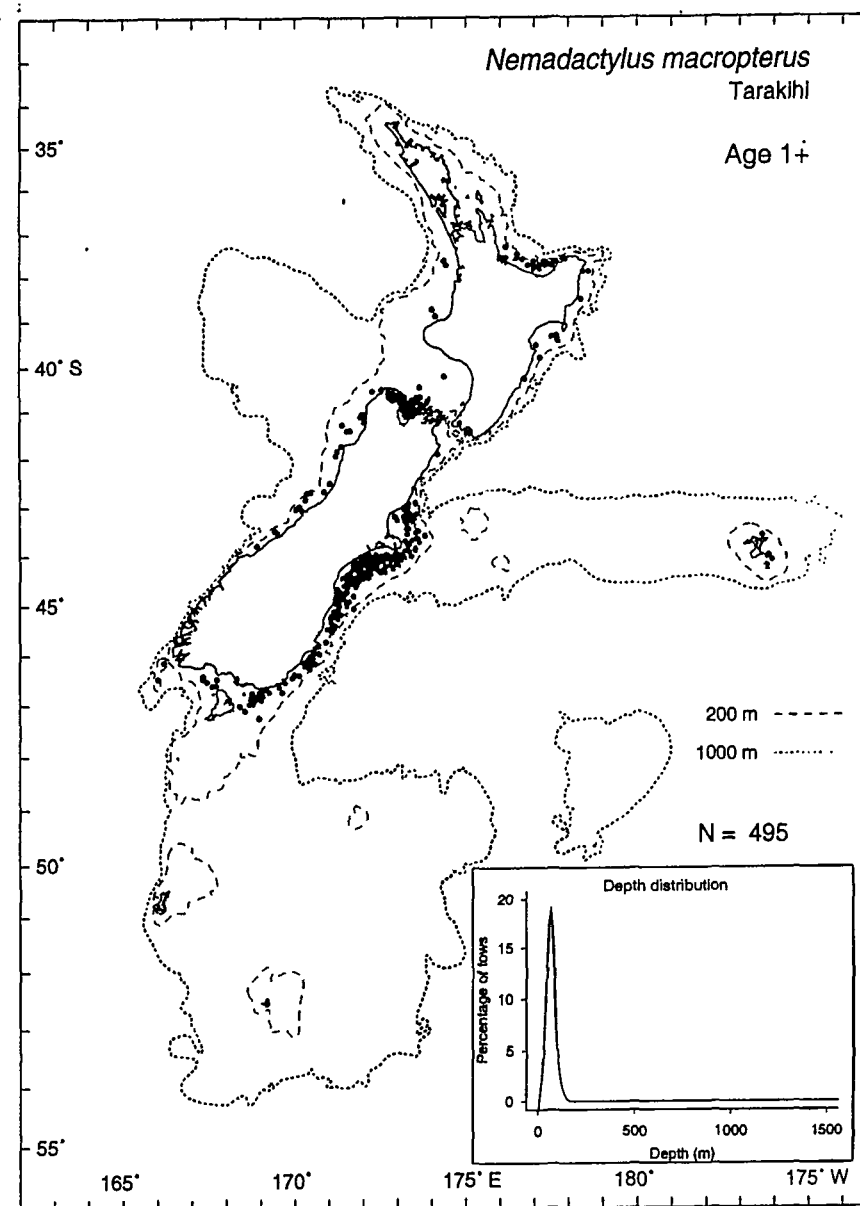 Nemadactylus macropterus
Tarakihi
Age 1+
35°
40° S
45°
200 m
1000 m
N = 495
50°
Depth distribution
20
15
10
5
0
Percentage of tows
0 500 1000 1500
Depth (m)
55°
165° 170° 175° E 180° 175° W